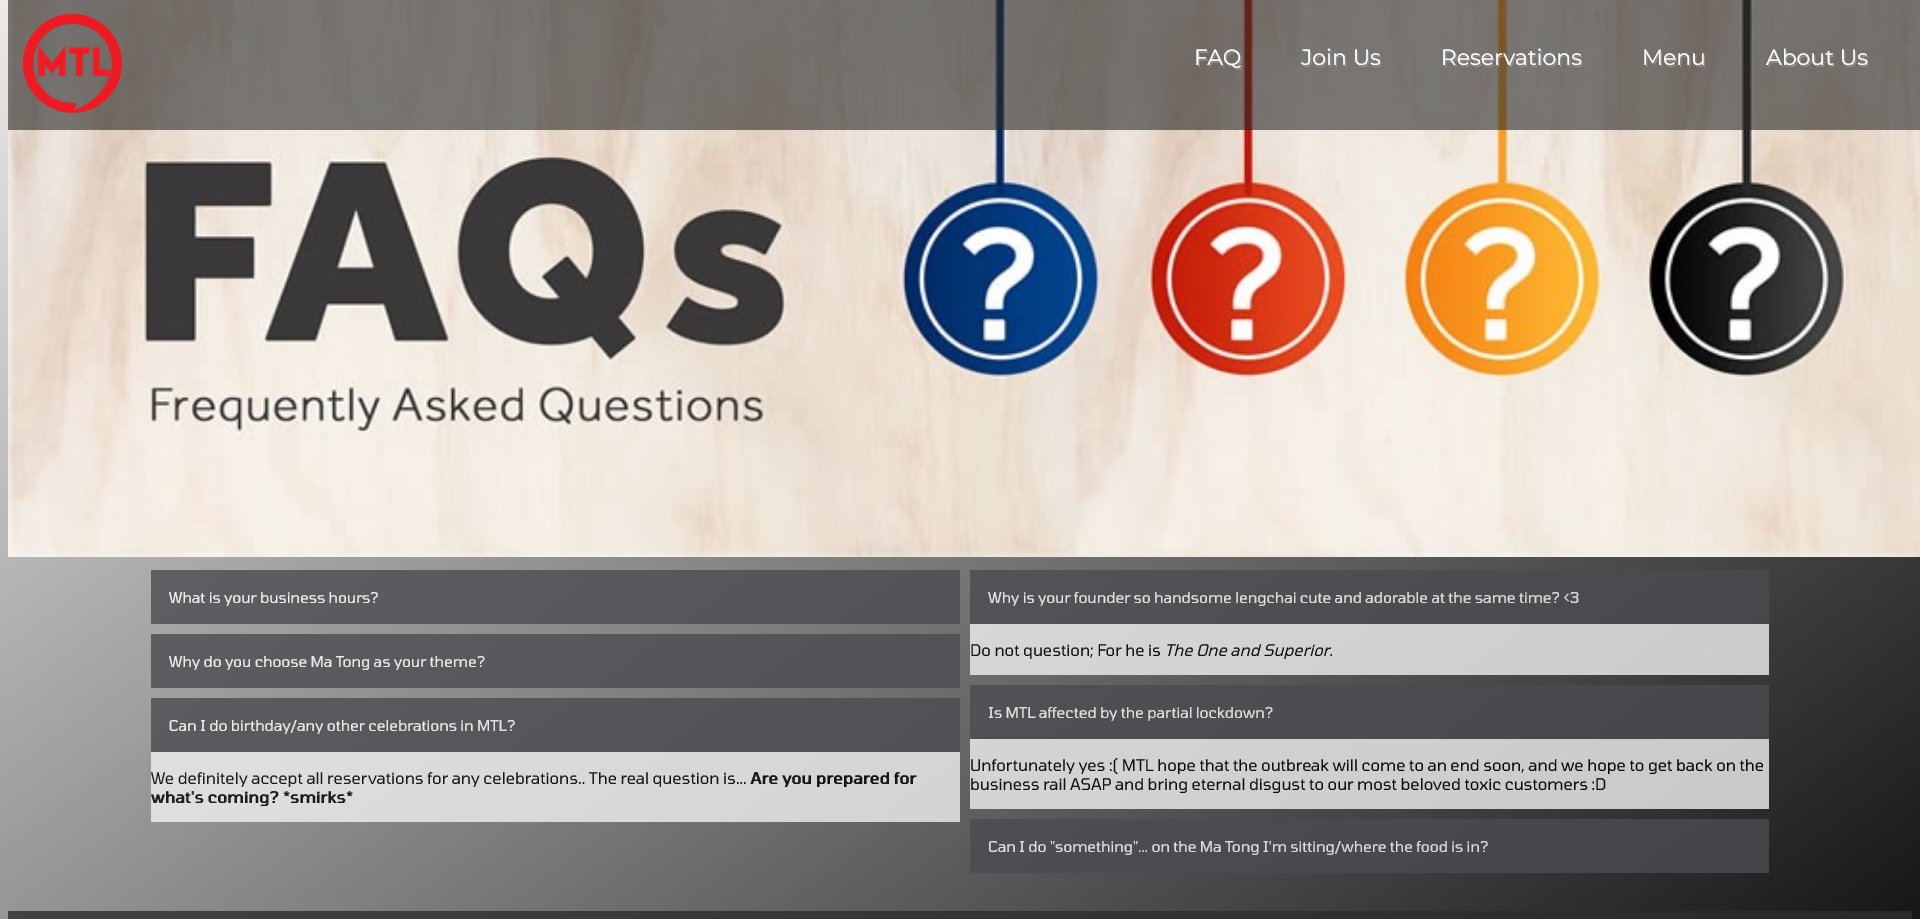 MTL
FAQ
Join Us
Reservations
Menu
About Us
FAQs
Frequently Asked Questions
?
?
?
?
What is your business hours?
Why do you choose Ma Tong as your theme?
Can I do birthday/any other celebrations in MTL?
We definitely accept all reservations for any celebrations.. The real question is... Are you prepared for
what's coming? *smirks*
Why is your founder so handsome lengchai cute and adorable at the same time? <3
Do not question; For he is The One and Superior.
Is MTL affected by the partial lockdown?
Unfortunately yes :( MTL hope that the outbreak will come to an end soon, and we hope to get back on the
business rail ASAP and bring eternal disgust to our most beloved toxic customers :D
Can I do "something"... on the Ma Tong I'm sitting/where the food is in?